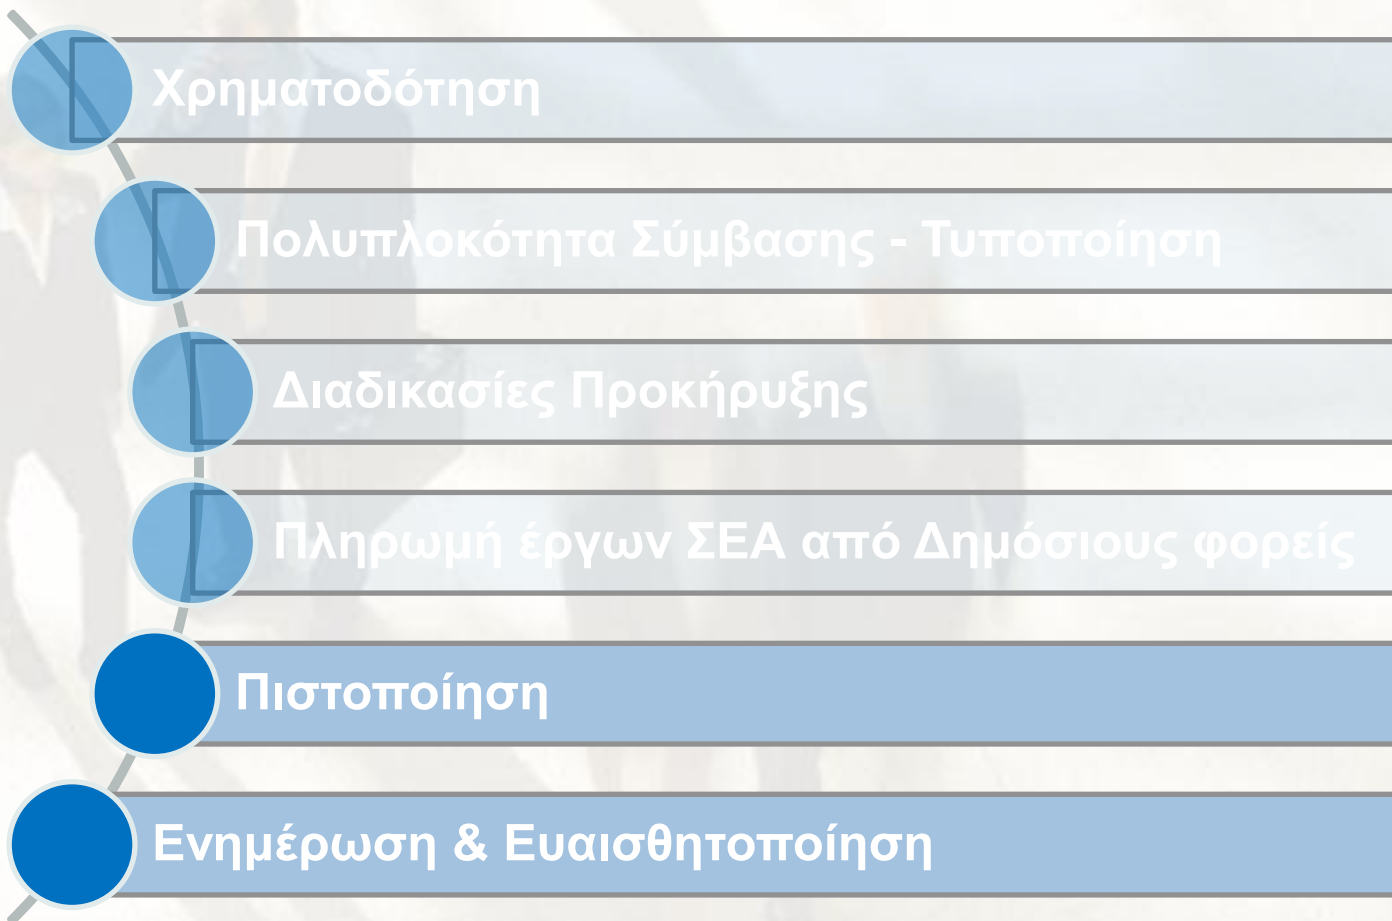 Χρηματοδότηση
Πολυπλοκότητα Σύμβασης - Τυποποίηση
Διαδικασίες Προκήρυξης
Πληρωμή έργων ΣΕΑ από Δημόσιους φορείς
Πιστοποίηση
Ενημέρωση & Ευαισθητοποίηση